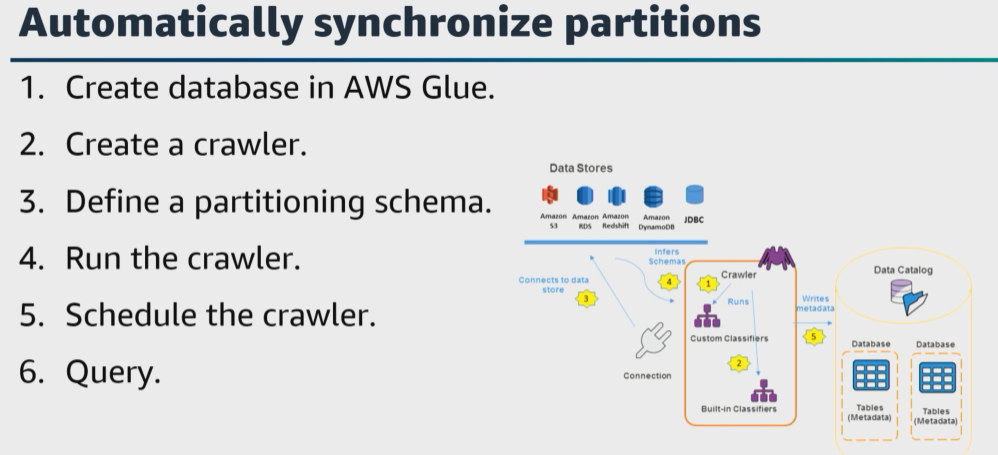 Automatically synchronize partitions
1. Create database in AWS Glue.
2. Create a crawler.
3. Define a partitioning schema.
4. Run the crawler.
5. Schedule the crawler.
6. Query.
Data Stores
Amazon S3
Amazon RDS
Amazon Redshift
Amazon DynamoDB
JDBC
Infers
Schemas
4
Connects to data
store
3
Connection
1
Crawler
Runs
Custom Classifiers
2
Built-in Classifiers
Writes
metadata
5
Data Catalog
Database
Tables
(Metadata)
Database
Tables
(Metadata)